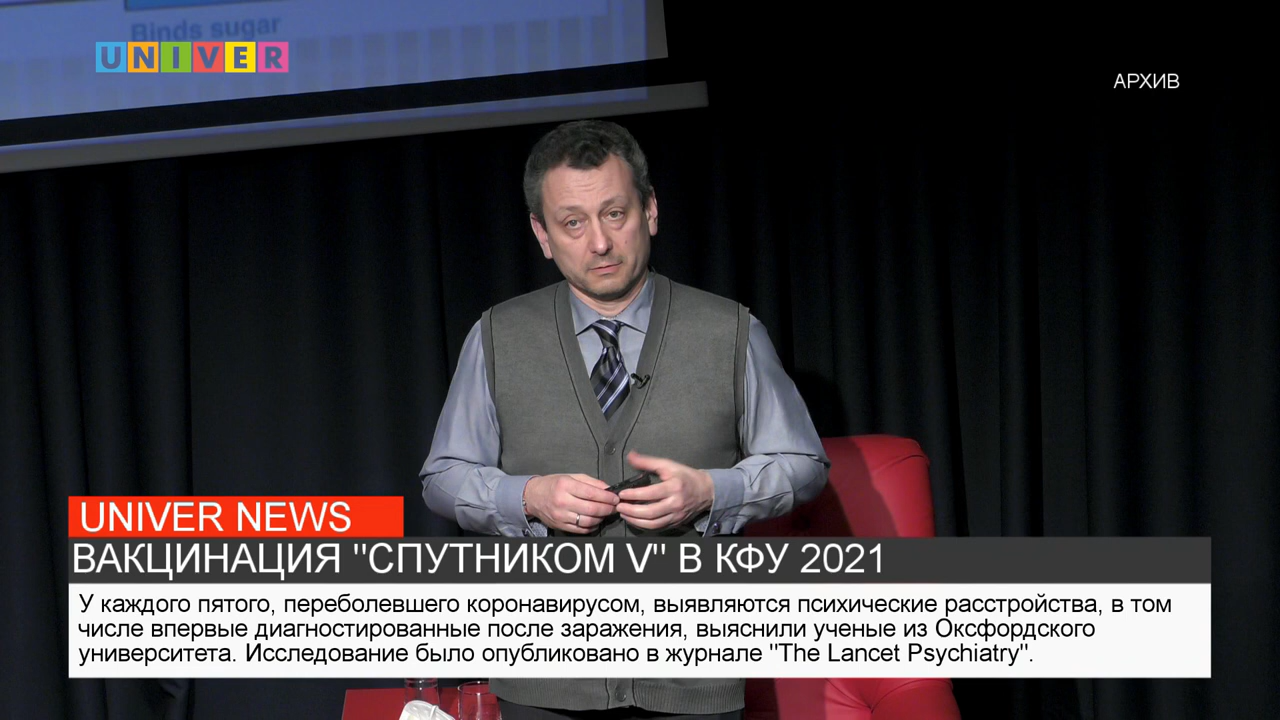 Binds sugar
UNIVER
АРХИВ
UNIVER NEWS
ВАКЦИНАЦИЯ "СПУТНИКОМ V" В КФУ 2021
У каждого пятого, переболевшего коронавирусом, выявляются психические расстройства, в том
числе впервые диагностированные после заражения, выяснили ученые из Оксфордского
университета. Исследование было опубликовано в журнале "The Lancet Psychiatry".